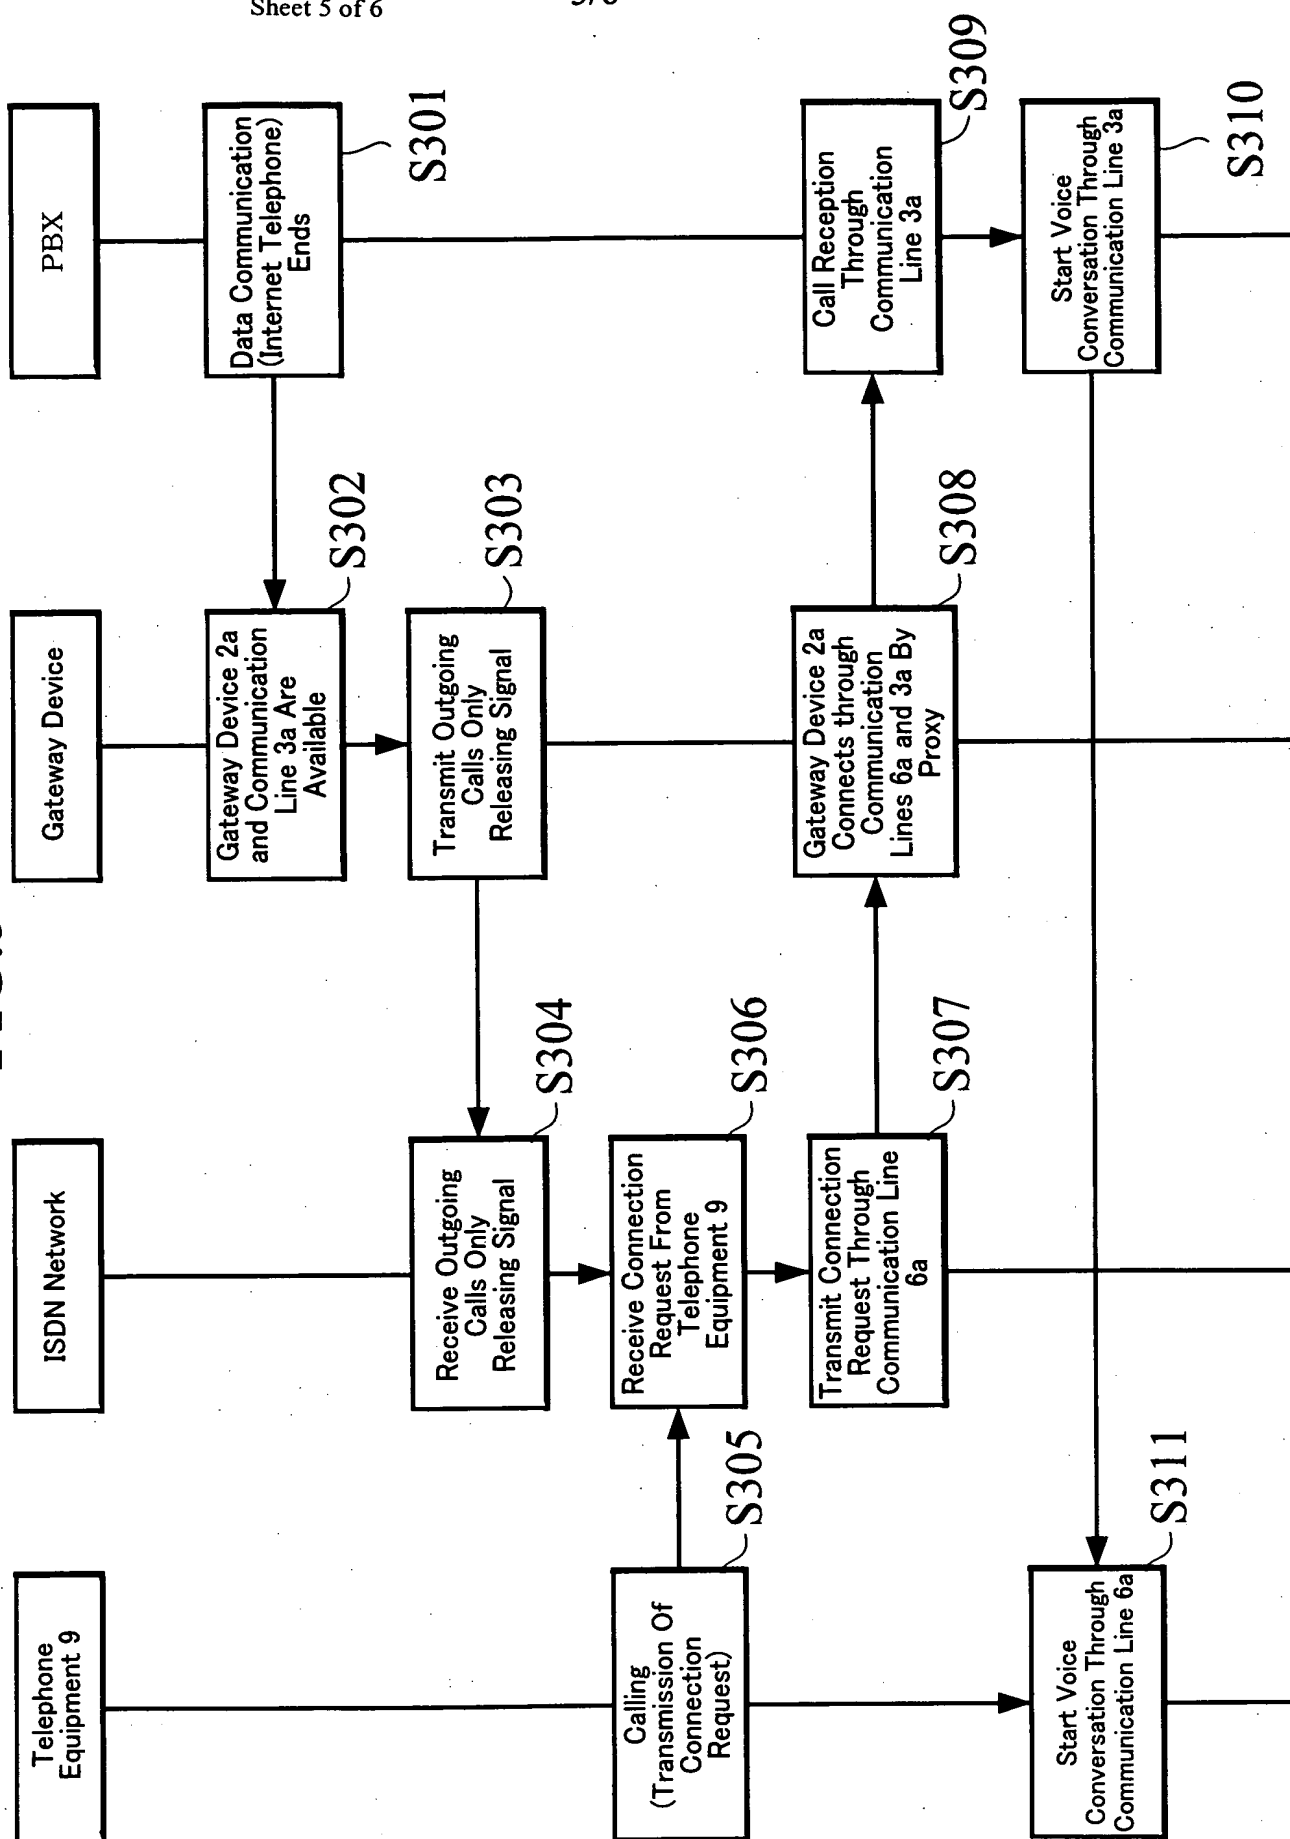 Sheet 5 of 6
Telephone
Equipment 9
ISDN Network
Gateway Device
PBX
Data Communication
(Internet Telephone)
Ends
S301
Gateway Device 2a
and Communication
Line 3a Are
Available
S302
Transmit Outgoing
Calls Only
Releasing Signal
S303
Receive Outgoing
Calls Only
Releasing Signal
S304
Calling
(Transmission Of
Connection
Request)
S305
Receive Connection
Request From
Telephone
Equipment 9
S306
Transmit Connection
Request Through
Communication Line
6a
S307
Gateway Device 2a
Connects through
Communication
Lines 6a and 3a By
Proxy
S308
Call Reception
Through
Communication
Line 3a
S309
Start Voice
Conversation Through
Communication Line 3a
S310
Start Voice
Conversation Through
Communication Line 6a
S311